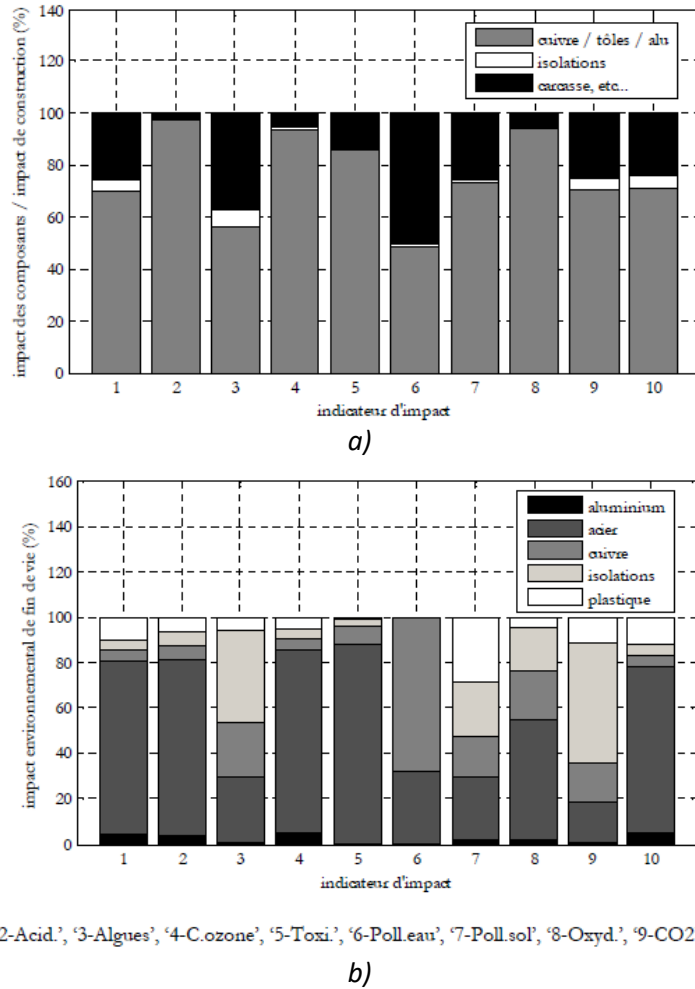 impact des composants / impact de construction (%)
140
120
100
80
60
40
20
0
cuivre / tôles / alu
isolations
carcasse, etc...
1 2 3 4 5 6 7 8 9 10
indicateur d'impact
a)
impact environnemental de fin de vie (%)
160
140
120
100
80
60
40
20
0
aluminium
acier
cuivre
isolations
plastique
1 2 3 4 5 6 7 8 9 10
indicateur d'impact
2-Acid.', '3-Algues', '4-C.ozone', '5-Toxi.', '6-Poll.eau', '7-Poll.sol', '8-Oxyd.', '9-CO2
b)